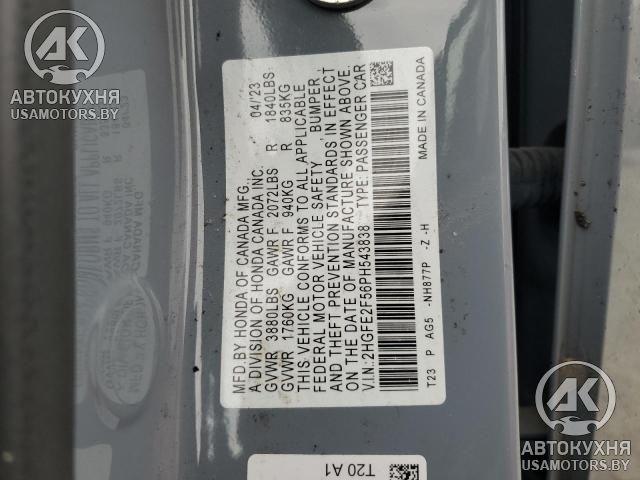 MFD.BY HONDA OF CANADA MFG., 04/23
A DIVISION OF HONDA CANADA INC.
GVWR 3880LBS GAWR F 2072LBS R 1840LBS
GVWR 1760KG GAWR F 940KG R 835KG
THIS VEHICLE CONFORMS TO ALL APPLICABLE
FEDERAL MOTOR VEHICLE SAFETY, BUMPER
AND THEFT PREVENTION STANDARDS IN EFFECT
ON THE DATE OF MANUFACTURE SHOWN ABOVE.
V.I.N.:2HGFE2F56PH543838 TYPE: PASSENGER CAR
T23 P AG5 -NH877P -Z -H MADE IN CANADA
T20 A1
АК
АВТОКУХНЯ
USAMOTORS.BY
АК
АВТОКУХНЯ
USAMOTORS.BY